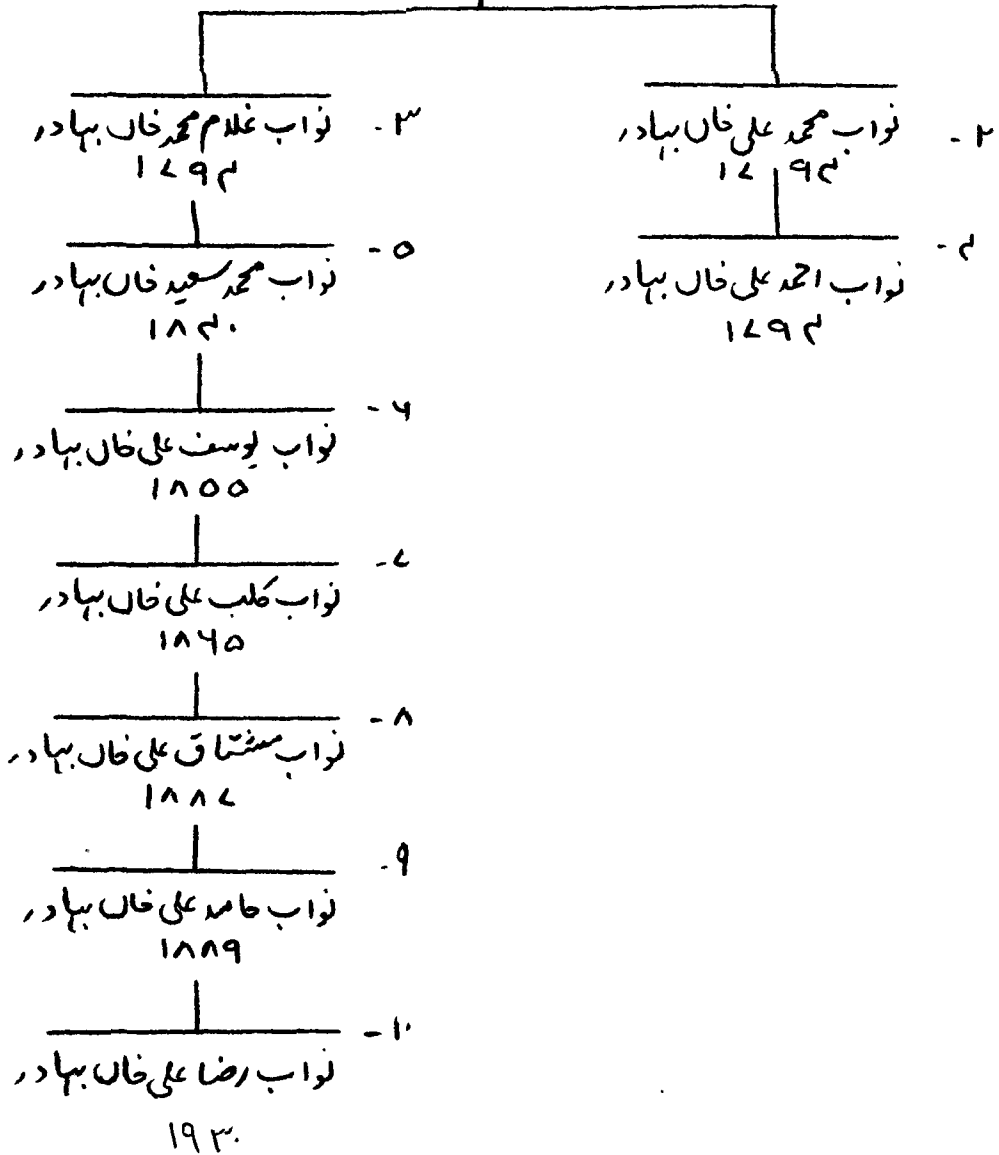 ۲- نواب محمد علی خاں بہادر
۱۷۹۴
۳- نواب غلام محمد خاں بہادر
۱۷۹۴
۴- نواب احمد علی خاں بہادر
۱۷۹۴
۵- نواب محمد سعید خاں بہادر
۱۸۴۰
۶- نواب یوسف علی خاں بہادر
۱۸۵۵
۷- نواب کلب علی خاں بہادر
۱۸۶۵
۸- نواب مشتاق علی خاں بہادر
۱۸۸۷
۹- نواب حامد علی خاں بہادر
۱۸۸۹
۱۰- نواب رضا علی خاں بہادر
۱۹۳۰